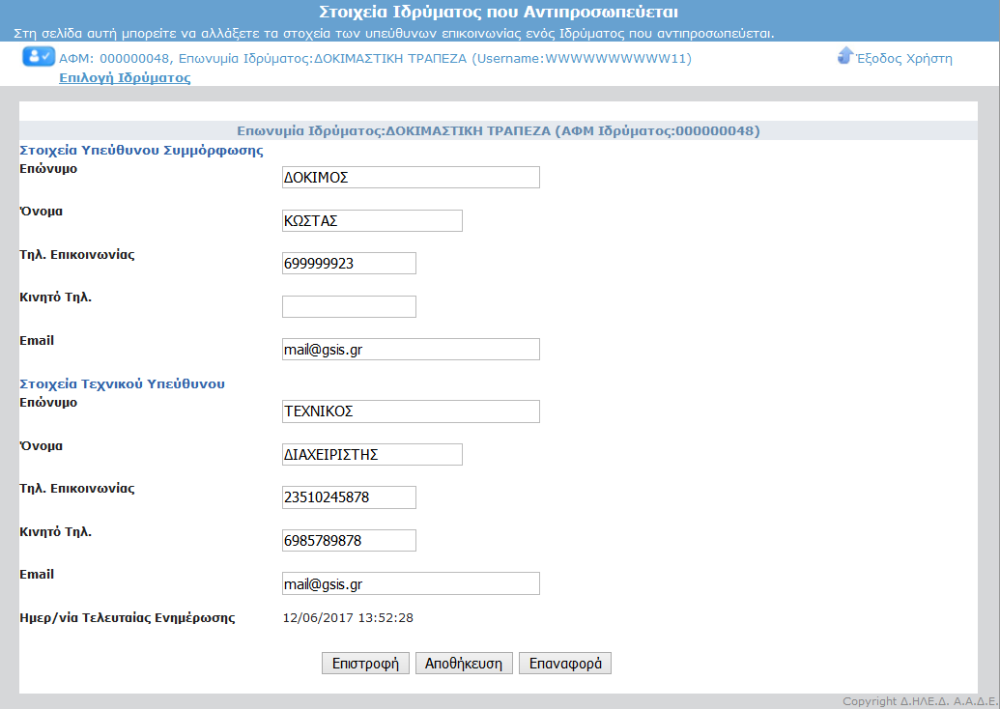 Στοιχεία Ιδρύματος που Αντιπροσωπεύεται
Στη σελίδα αυτή μπορείτε να αλλάξετε τα στοχεία των υπεύθυνων επικοινωνίας ενός Ιδρύματος που αντιπροσωπεύεται.
ΑΦΜ: 000000048, Επωνυμία Ιδρύματος:ΔΟΚΙΜΑΣΤΙΚΗ ΤΡΑΠΕΖΑ (Username:WWWWWWWWWW11)
Έξοδος Χρήστη
Επιλογή Ιδρύματος
Επωνυμία Ιδρύματος:ΔΟΚΙΜΑΣΤΙΚΗ ΤΡΑΠΕΖΑ (ΑΦΜ Ιδρύματος:000000048)
Στοιχεία Υπεύθυνου Συμμόρφωσης
Επώνυμο ΔΟΚΙΜΟΣ
Όνομα ΚΩΣΤΑΣ
Τηλ. Επικοινωνίας 699999923
Κινητό Τηλ.
Email mail@gsis.gr
Στοιχεία Τεχνικού Υπεύθυνου
Επώνυμο ΤΕΧΝΙΚΟΣ
Όνομα ΔΙΑΧΕΙΡΙΣΤΗΣ
Τηλ. Επικοινωνίας 23510245878
Κινητό Τηλ. 6985789878
Email mail@gsis.gr
Ημερ/νία Τελευταίας Ενημέρωσης 12/06/2017 13:52:28
Επιστροφή Αποθήκευση Επαναφορά
Copyright Δ.ΗΛΕ.Δ. Α.Α.Δ.Ε.